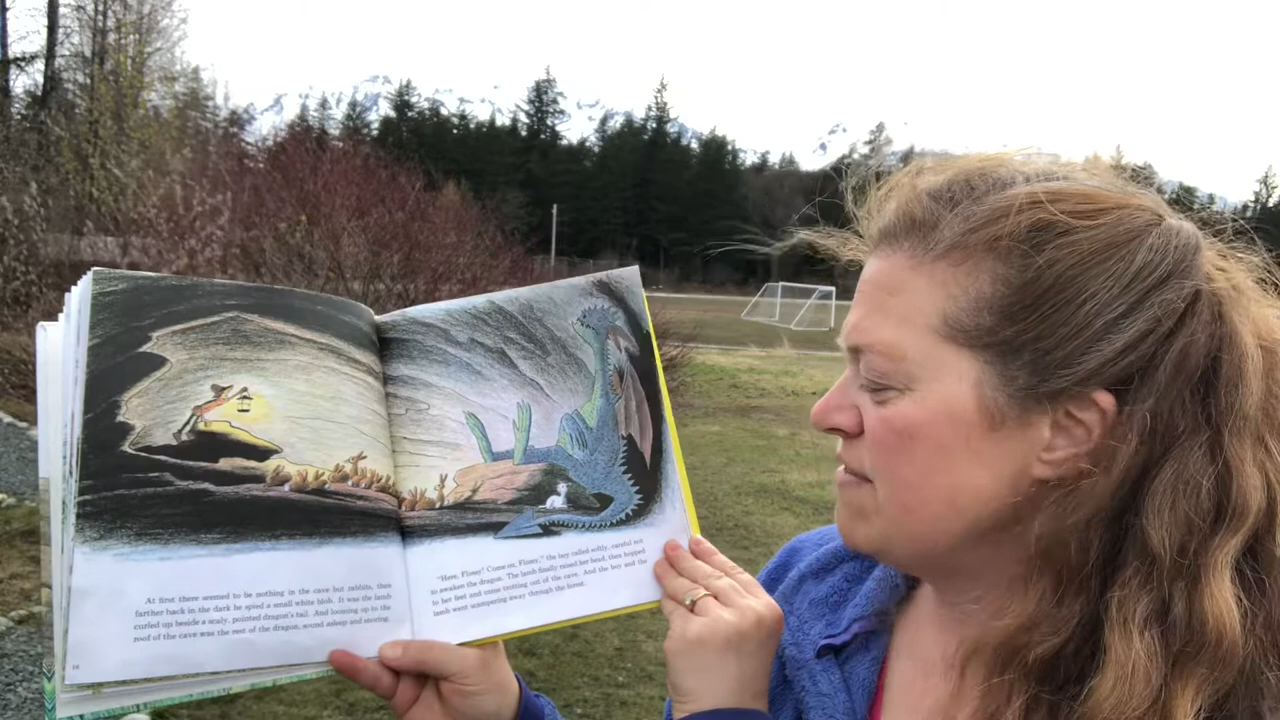 At first there seemed to be nothing in the cave but rabbits, then
farther back in the dark he spied a small white blob. It was the lamb
curled up beside a scaly, pointed dragon's tail. And looming up to the
roof of the cave was the rest of the dragon, sound asleep and snoring.
"Here, Flossy! Come on, Flossy," the boy called softly, careful not
to awaken the dragon. The lamb finally raised her head, then hopped
to her feet and came trotting out of the cave. And the boy and the
lamb went scampering away through the forest.